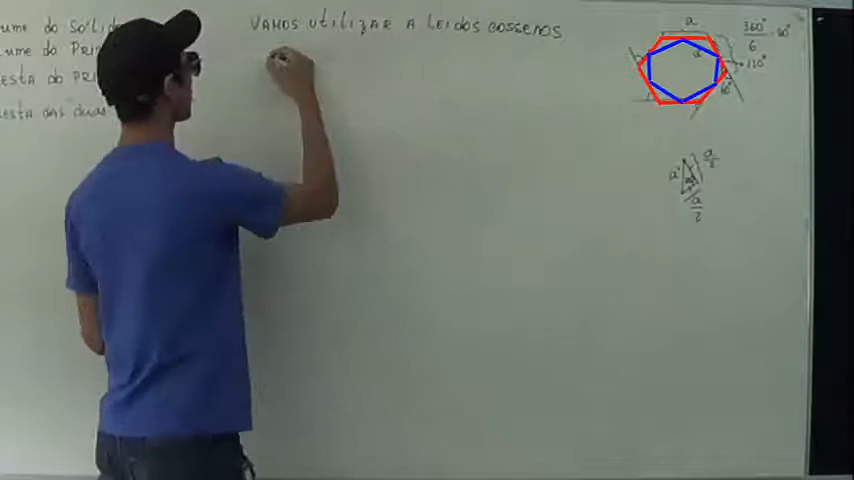 ume do Sólid
ume do Pri
esta do pri
esta das duas
Vamos utilizar a lei dos cossenos
a
360°
6
= 60°
a'
120°
60°
a'
a
2
a
2